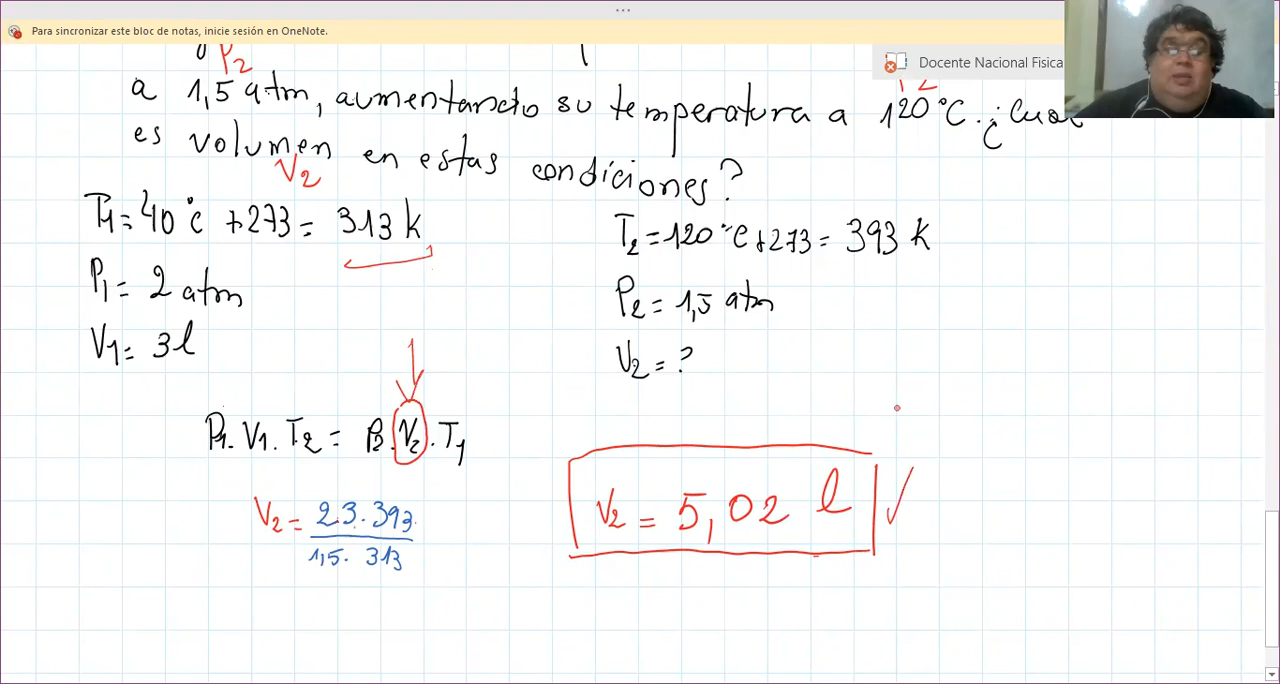 Para sincronizar este bloc de notas, inicie sesión en OneNote.
P2
Docente Nacional Fisica
a 1,5 atm, aumentando su temperatura a 120°C. ¿Cual
es volumen en estas condiciones?
V2
T1=40°c +273= 313 k
T2=120°C+273= 393 k
P1= 2 atm
P2= 1,5 atm
V1= 3l
V2= ?
P1. V1. T2= P2. V2. T1
V2= 2.3. 393
1,5. 313
V2 = 5,02 l